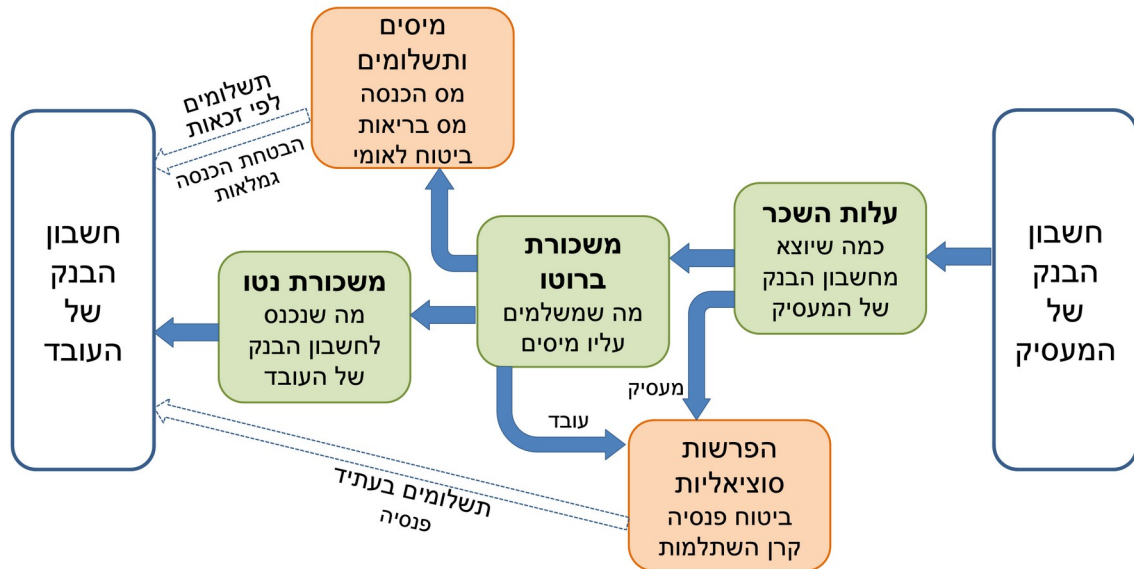 חשבון
הבנק
של
המעסיק
עלות השכר
כמה שיוצא
מחשבון הבנק
של המעסיק
מעסיק
משכורת
ברוטו
מה שמשלמים
עליו מיסים
עובד
הפרשות
סוציאליות
ביטוח פנסיה
קרן השתלמות
מיסים
ותשלומים
מס הכנסה
מס בריאות
ביטוח לאומי
משכורת נטו
מה שנכנס
לחשבון הבנק
של העובד
תשלומים
לפי זכאות
הבטחת הכנסה
גמלאות
תשלומים בעתיד
פנסיה
חשבון
הבנק
של
העובד